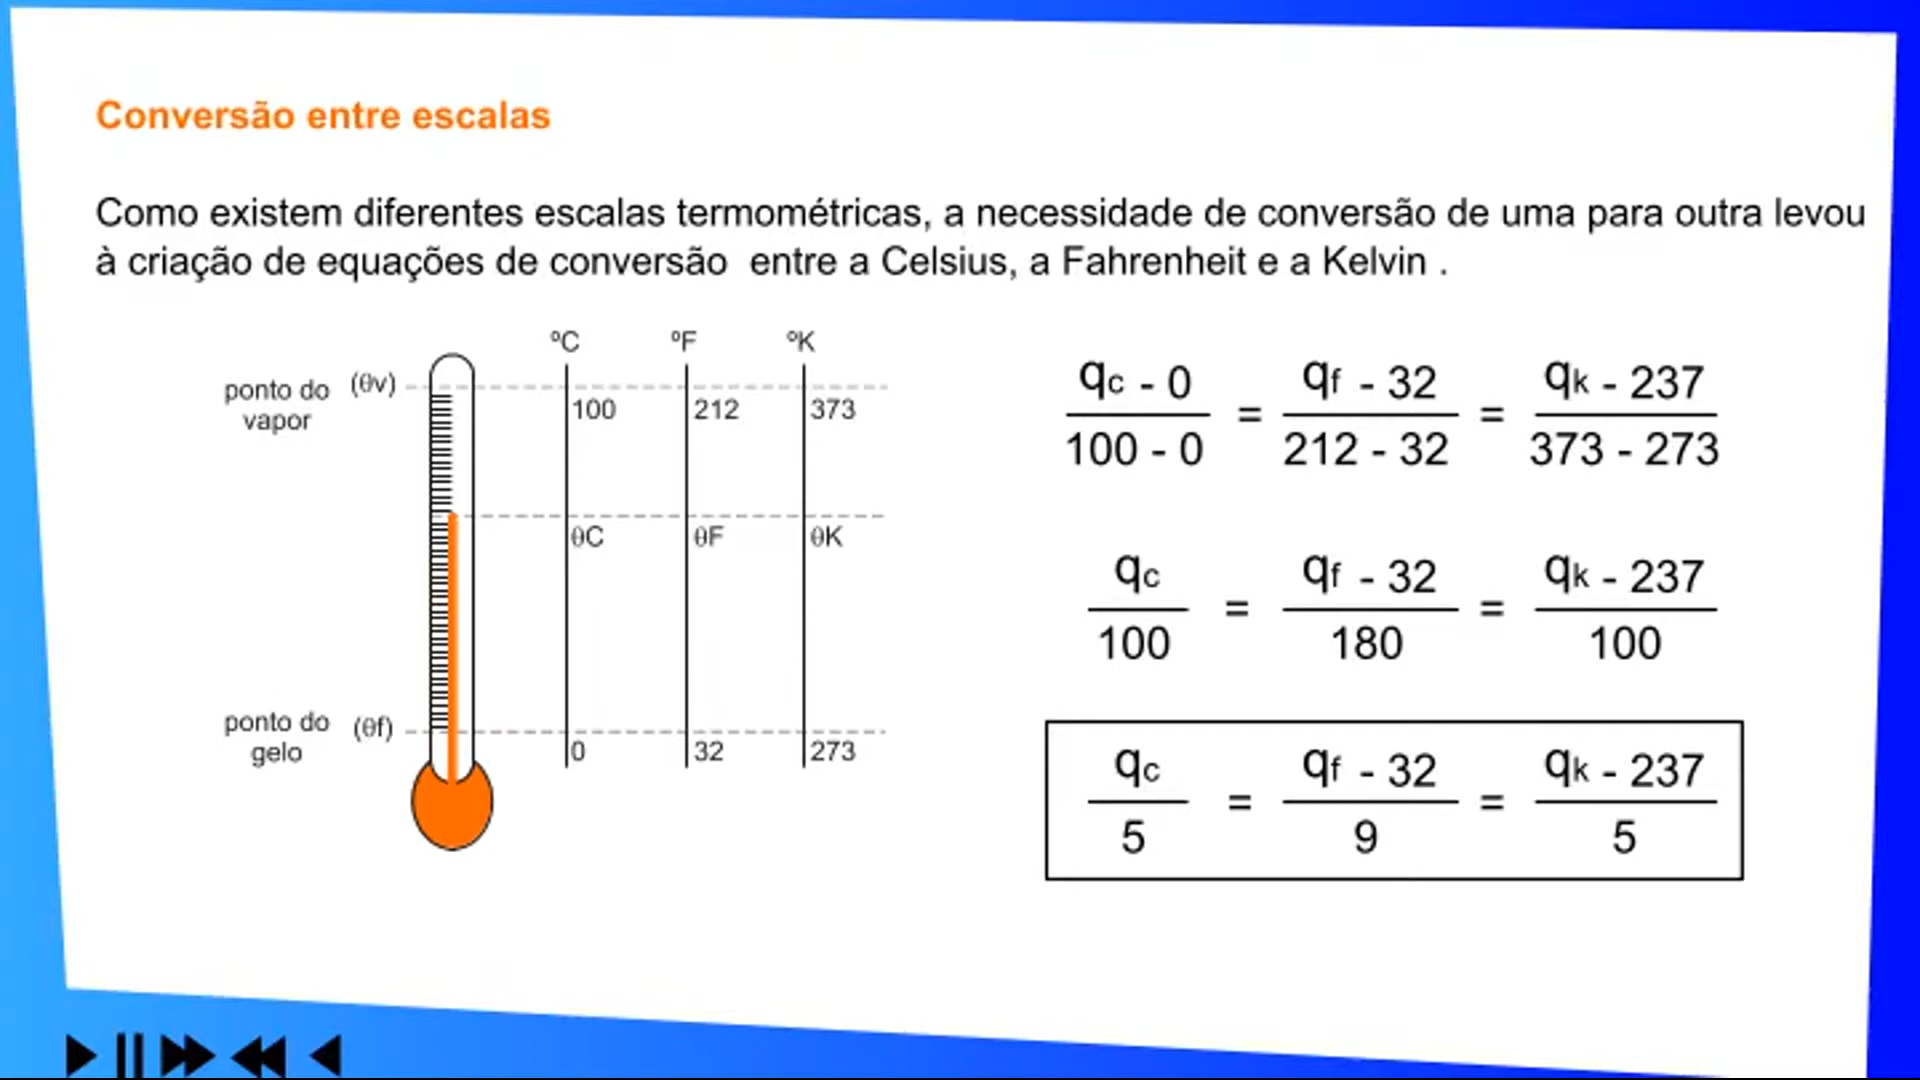 Conversão entre escalas
Como existem diferentes escalas termométricas, a necessidade de conversão de uma para outra levou
à criação de equações de conversão entre a Celsius, a Fahrenheit e a Kelvin .
ºC ºF ºK
ponto do vapor (θv)
100 212 373
θC θF θK
ponto do gelo (θf)
0 32 273
qc - 0 / 100 - 0 = qf - 32 / 212 - 32 = qk - 237 / 373 - 273
qc / 100 = qf - 32 / 180 = qk - 237 / 100
qc / 5 = qf - 32 / 9 = qk - 237 / 5